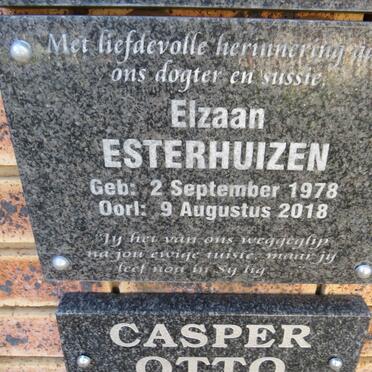 Met liefdevolle herinnering aan
ons dogter en sussie,
Elzaan
ESTERHUIZEN
Geb: 2 September 1978
Oorl: 9 Augustus 2018
Jy het van ons weggeglip
na jou ewige tuiste, maar jy
leef nou in Sy lig
CASPER
OTTO